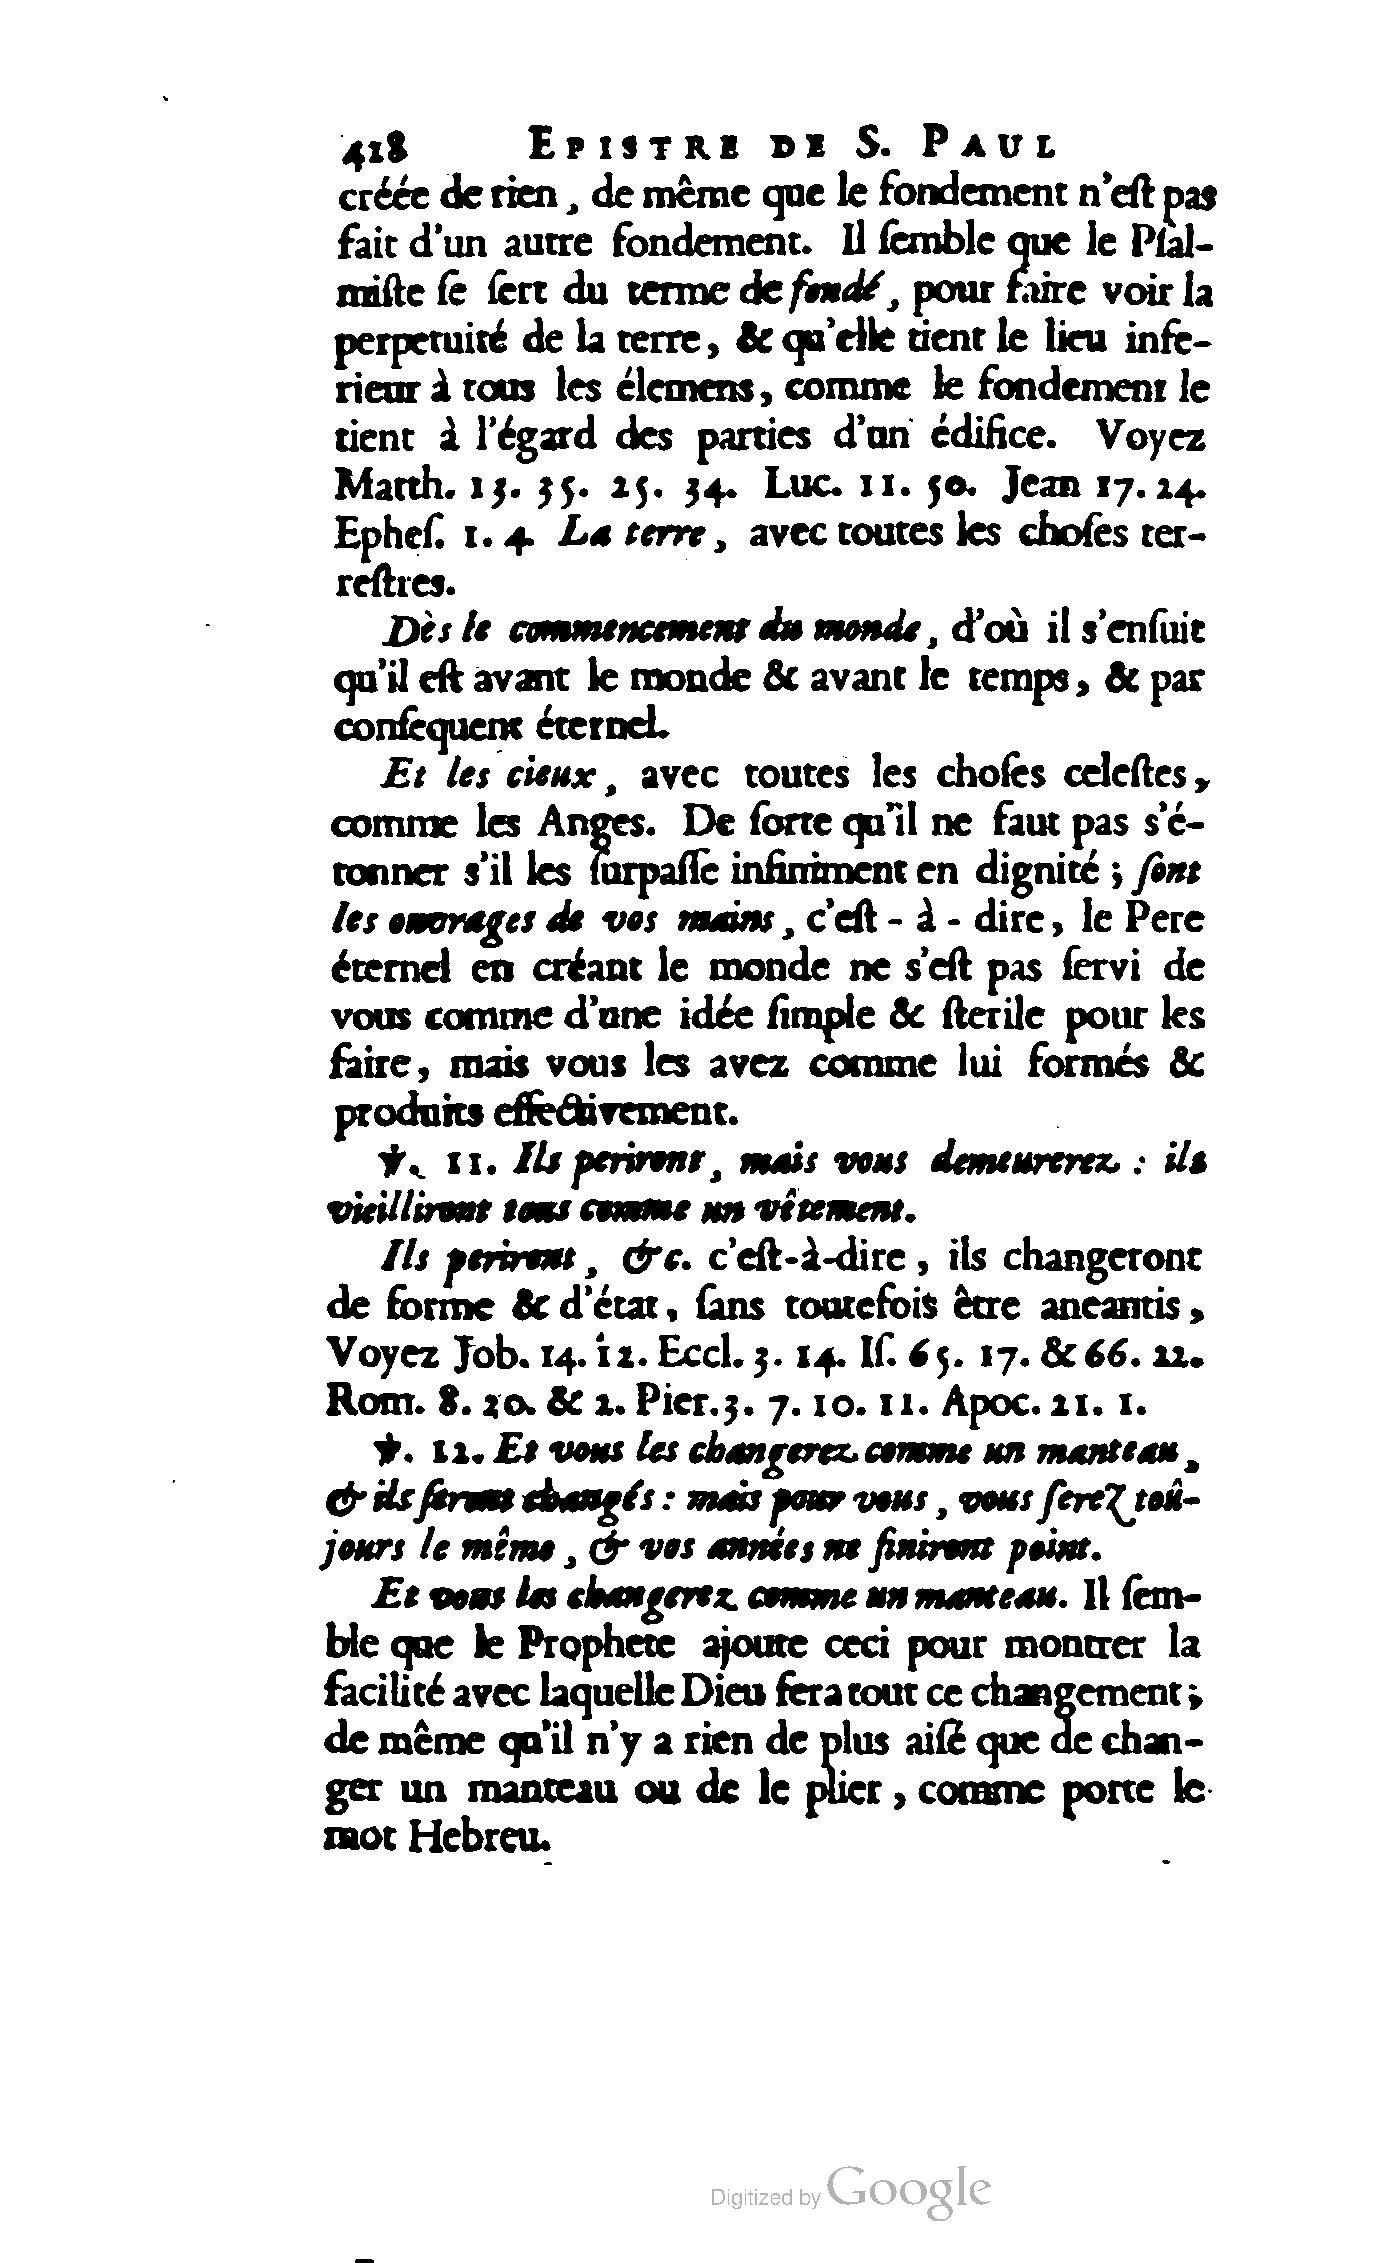 418 EPISTRE DE S. PAUL
créée de rien, de même que le fondement n'eſt pas
fait d'un autre fondement. Il ſemble que le Pſal-
miſte ſe ſert du terme de fondé, pour faire voir la
perpetuité de la terre, & qu'elle tient le lieu infe-
rieur à tous les élemens, comme le fondement le
tient à l'égard des parties d'un édifice. Voyez
Matth. 13. 35. 25. 34. Luc. 11. 50. Jean 17. 24.
Epheſ. 1. 4. La terre, avec toutes les choſes ter-
reſtres.
Dès le commencement du monde, d'où il s'enſuit
qu'il eſt avant le monde & avant le temps, & par
conſequent éternel.
Et les cieux, avec toutes les choſes celeſtes,
comme les Anges. De ſorte qu'il ne faut pas s'é-
tonner s'il les ſurpaſſe infiniment en dignité ; ſont
les ouvrages de vos mains, c'eſt - à - dire, le Pere
éternel en créant le monde ne s'eſt pas ſervi de
vous comme d'une idée ſimple & ſterile pour les
faire, mais vous les avez comme lui formés &
produits effectivement.
℣. 11. Ils periront, mais vous demeurerez : ils
vieilliront tous comme un vêtement.
Ils periront, &c. c'eſt-à-dire, ils changeront
de forme & d'état, ſans toutefois être aneantis,
Voyez Job. 14. 12. Eccl. 3. 14. Iſ. 65. 17. & 66. 22.
Rom. 8. 20. & 2. Pier. 3. 7. 10. 11. Apoc. 21. 1.
℣. 12. Et vous les changerez comme un manteau,
& ils ſeront changés : mais pour vous, vous ſerez toû-
jours le même, & vos années ne finiront point.
Et vous les changerez comme un manteau. Il ſem-
ble que le Prophete ajoute ceci pour montrer la
facilité avec laquelle Dieu fera tout ce changement ;
de même qu'il n'y a rien de plus aiſé que de chan-
ger un manteau ou de le plier, comme porte le
mot Hebreu.
Digitized by Google